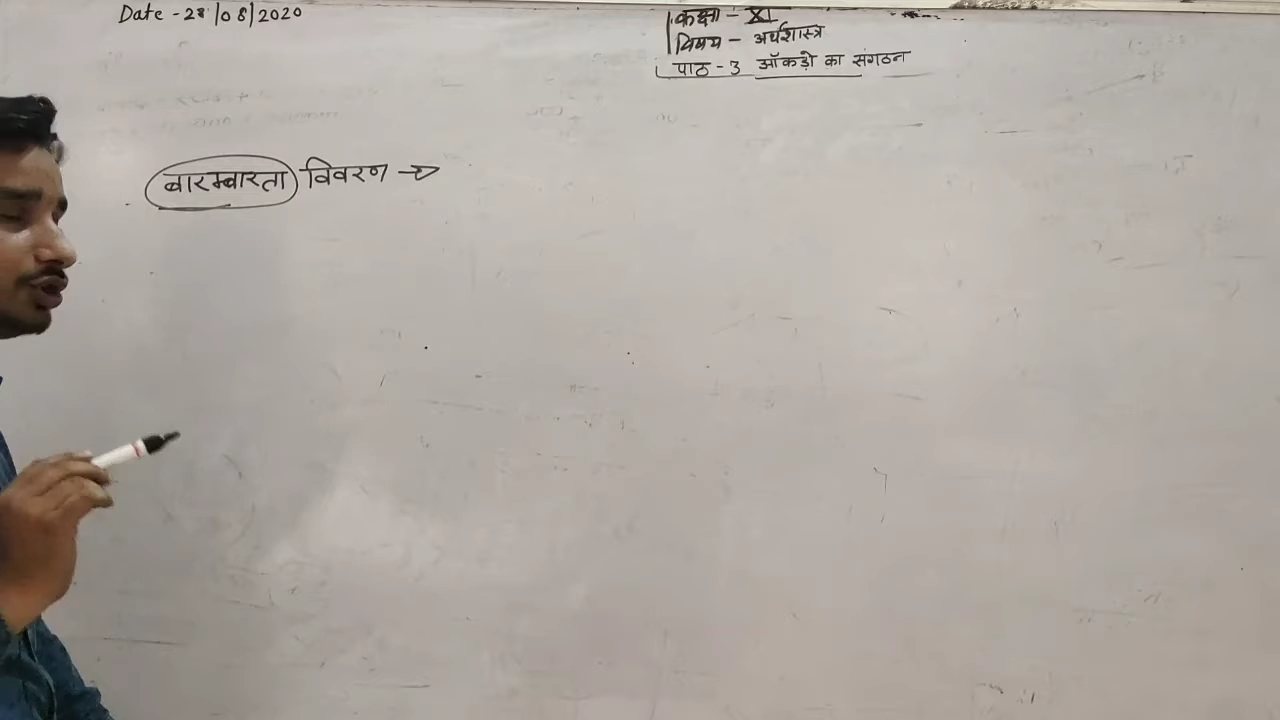 Date - 28/08/2020
कक्षा - XI
विषय - अर्थशास्त्र
पाठ - 3 आँकड़ो का संगठन
बारम्बारता विवरण →